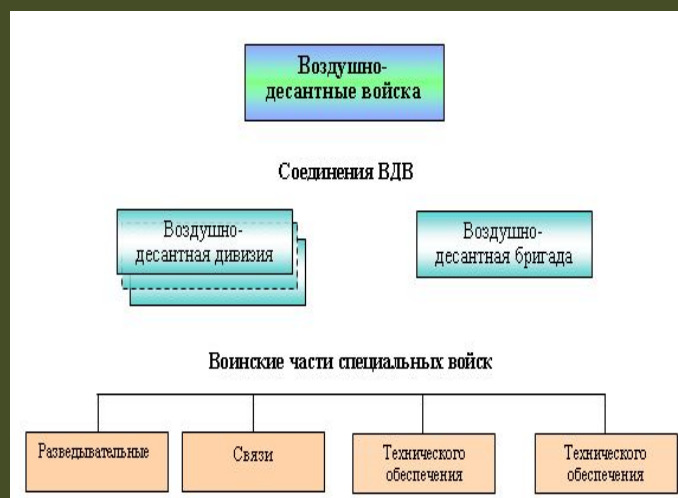 Воздушно-
десантные войска
Соединения ВДВ
Воздушно-
десантная дивизия
Воздушно-
десантная бригада
Воинские части специальных войск
Разведывательные
Связи
Технического
обеспечения
Технического
обеспечения